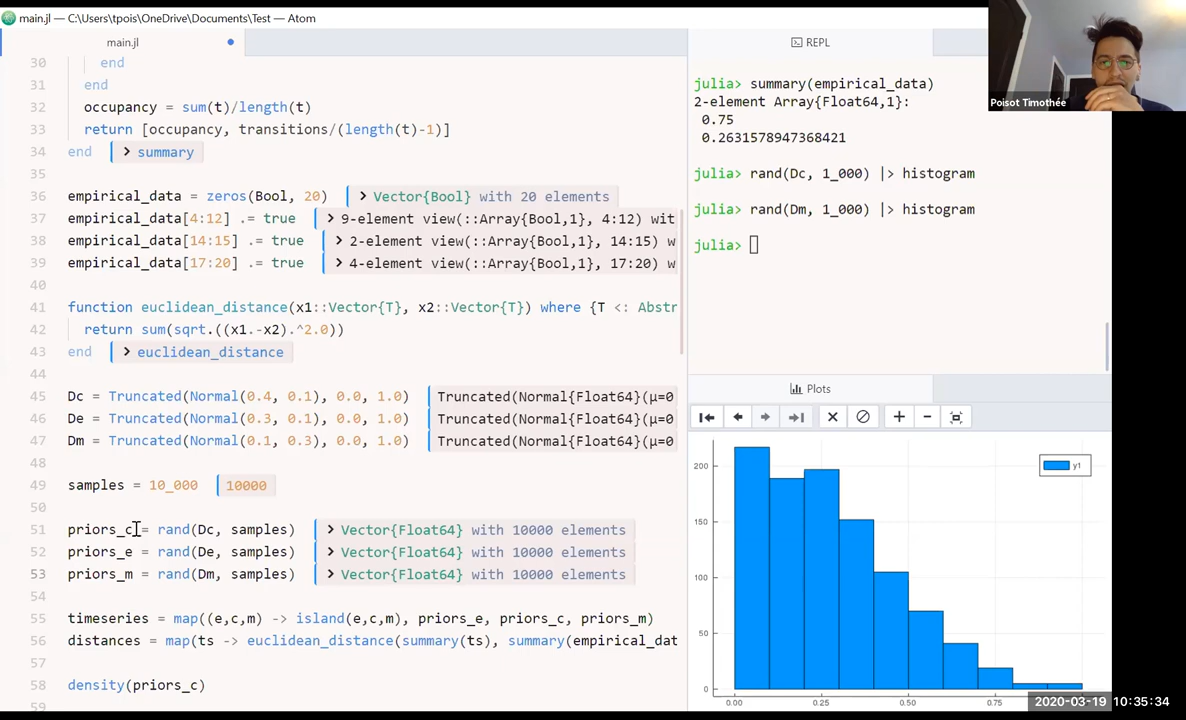 main.jl — C:\Users\tpois\OneDrive\Documents\Test — Atom
main.jl
30 end
31 end
32 occupancy = sum(t)/length(t)
33 return [occupancy, transitions/(length(t)-1)]
34 end > summary
35
36 empirical_data = zeros(Bool, 20) > Vector{Bool} with 20 elements
37 empirical_data[4:12] .= true > 9-element view(::Array{Bool,1}, 4:12) wit
38 empirical_data[14:15] .= true > 2-element view(::Array{Bool,1}, 14:15) w
39 empirical_data[17:20] .= true > 4-element view(::Array{Bool,1}, 17:20) w
40
41 function euclidean_distance(x1::Vector{T}, x2::Vector{T}) where {T <: Abstr
42 return sum(sqrt.((x1.-x2).^2.0))
43 end > euclidean_distance
44
45 Dc = Truncated(Normal(0.4, 0.1), 0.0, 1.0) Truncated(Normal{Float64}(μ=0
46 De = Truncated(Normal(0.3, 0.1), 0.0, 1.0) Truncated(Normal{Float64}(μ=0
47 Dm = Truncated(Normal(0.1, 0.3), 0.0, 1.0) Truncated(Normal{Float64}(μ=0
48
49 samples = 10_000 10000
50
51 priors_c = rand(Dc, samples) > Vector{Float64} with 10000 elements
52 priors_e = rand(De, samples) > Vector{Float64} with 10000 elements
53 priors_m = rand(Dm, samples) > Vector{Float64} with 10000 elements
54
55 timeseries = map((e,c,m) -> island(e,c,m), priors_e, priors_c, priors_m)
56 distances = map(ts -> euclidean_distance(summary(ts), summary(empirical_dat
57
58 density(priors_c)
59
REPL
julia> summary(empirical_data)
2-element Array{Float64,1}:
0.75
0.2631578947368421
julia> rand(Dc, 1_000) |> histogram
julia> rand(Dm, 1_000) |> histogram
julia>
Poisot Timothée
Plots
y1
200
150
100
50
0
0.00 0.25 0.50 0.75
2020-03-19 10:35:34